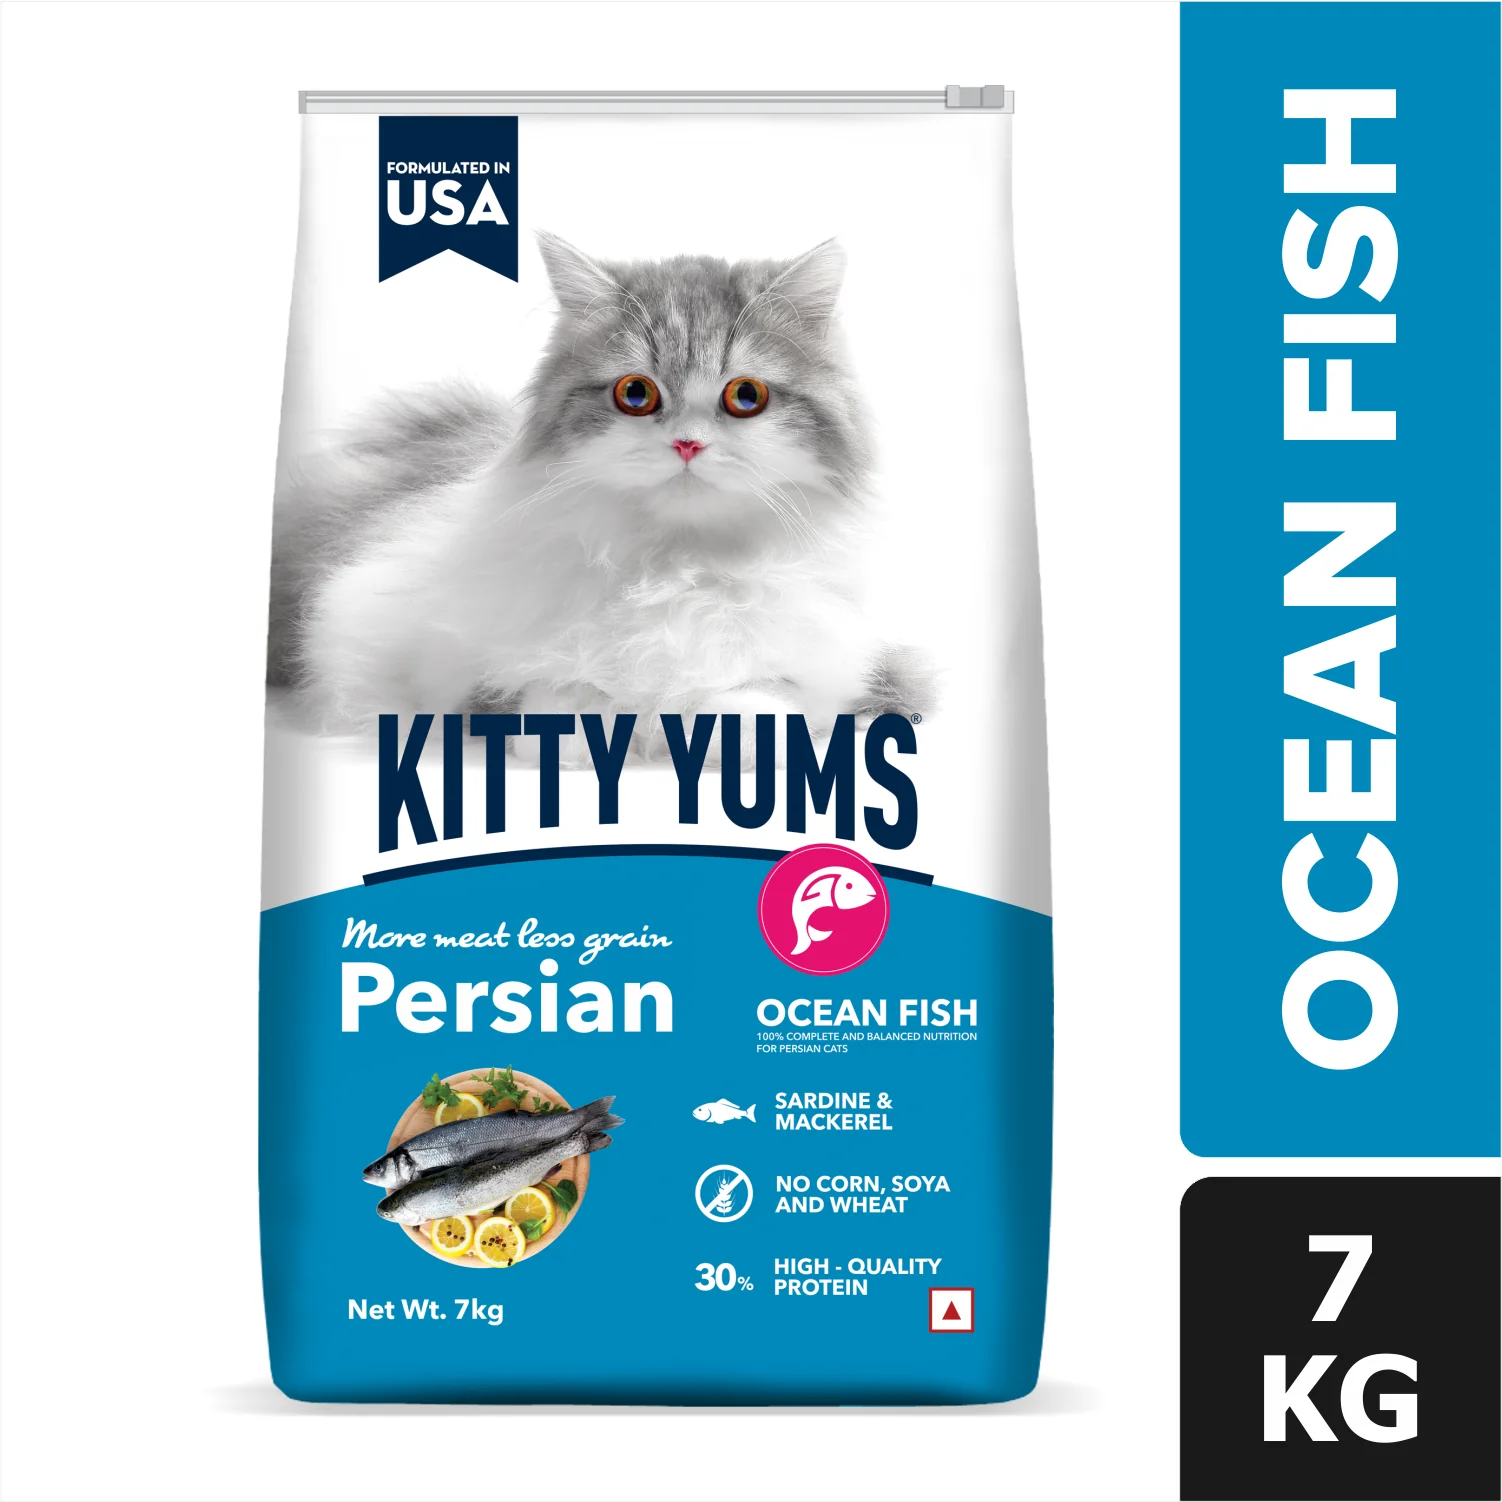 FORMULATED IN
USA
KITTY YUMS®
More meat less grain
Persian
OCEAN FISH
100% COMPLETE AND BALANCED NUTRITION
FOR PERSIAN CATS
SARDINE &
MACKEREL
NO CORN, SOYA
AND WHEAT
30%
HIGH - QUALITY
PROTEIN
Net Wt. 7kg
OCEAN FISH
7
KG